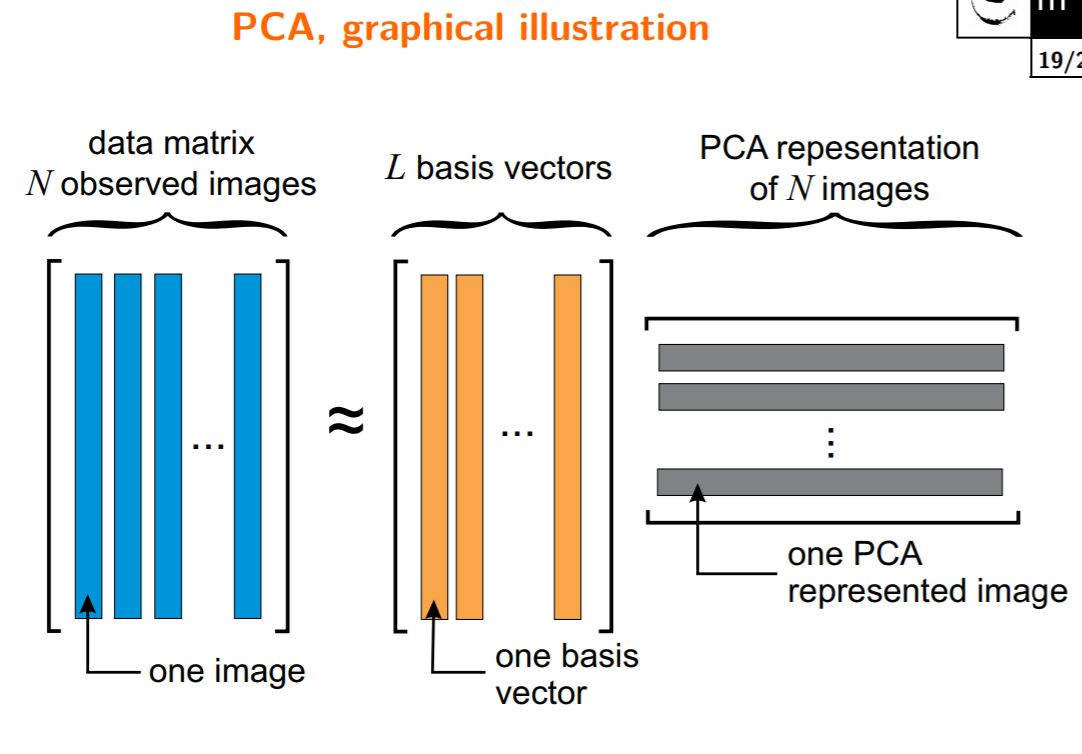 PCA, graphical illustration
m
19/2
data matrix
N observed images
L basis vectors
PCA repesentation
of N images
...
≈
...
⋮
one PCA
represented image
one image
one basis
vector